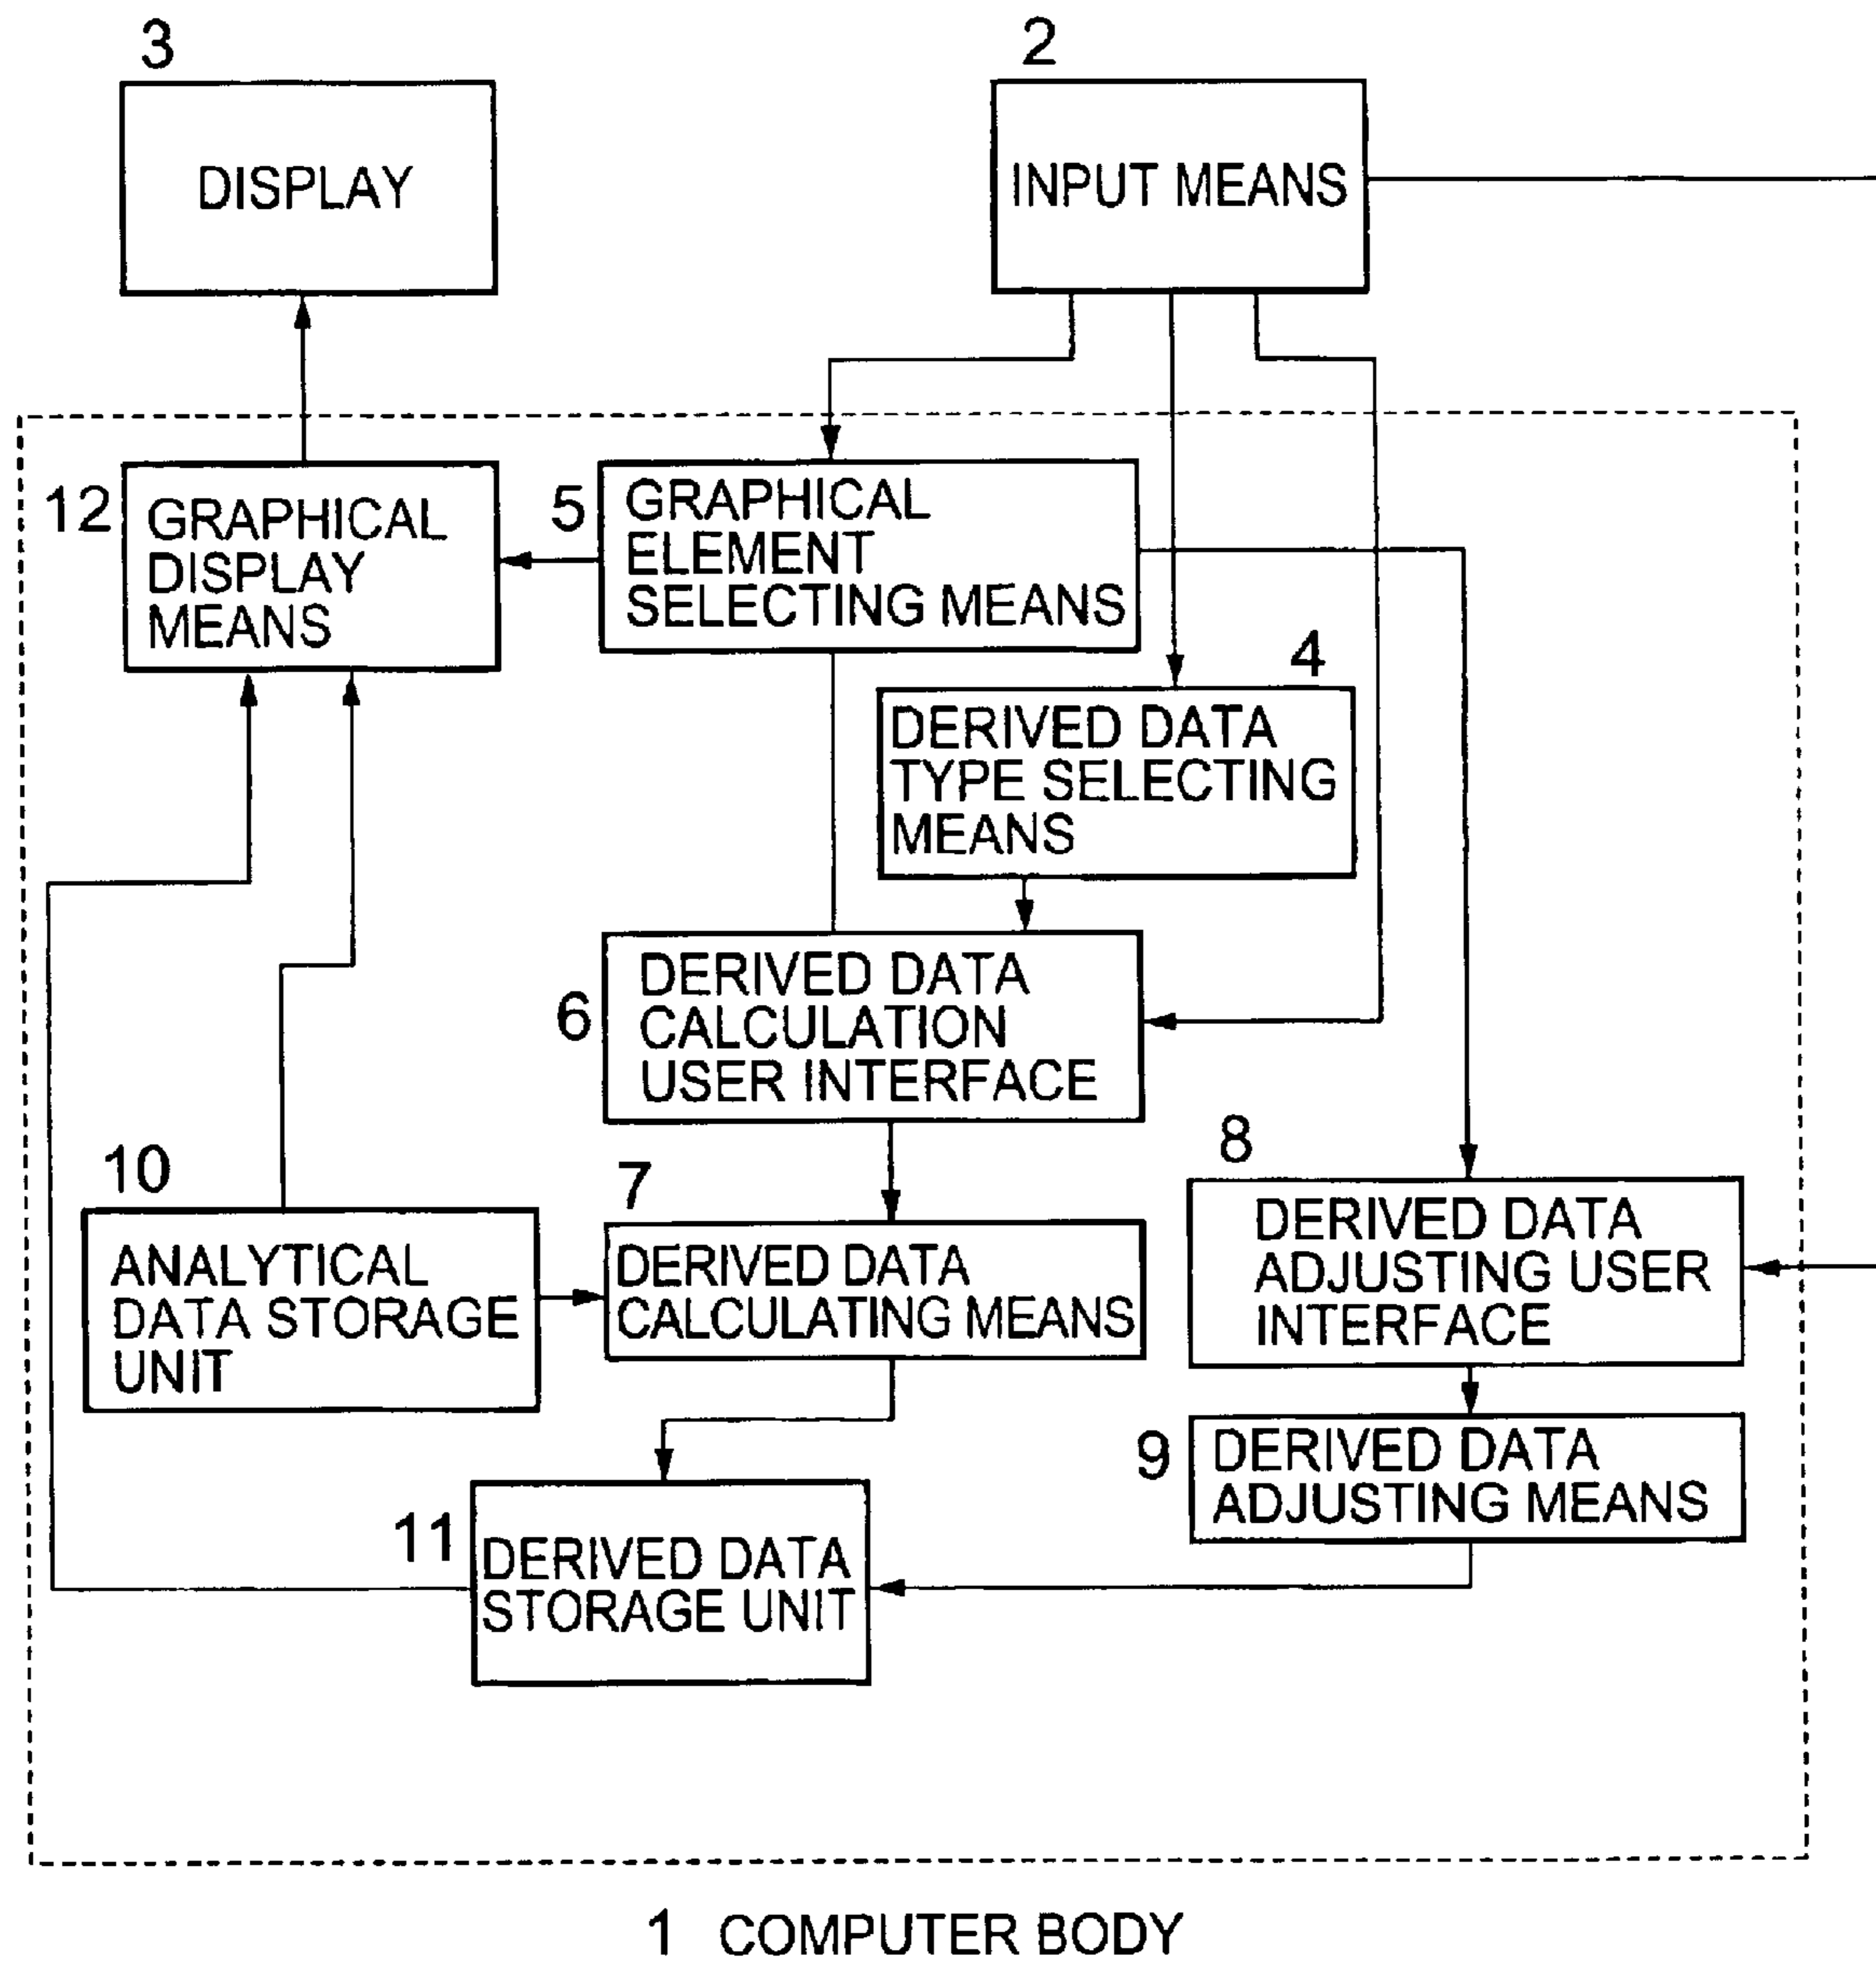 3
DISPLAY
2
INPUT MEANS
12
GRAPHICAL
DISPLAY
MEANS
5
GRAPHICAL
ELEMENT
SELECTING MEANS
4
DERIVED DATA
TYPE SELECTING
MEANS
6
DERIVED DATA
CALCULATION
USER INTERFACE
10
ANALYTICAL
DATA STORAGE
UNIT
7
DERIVED DATA
CALCULATING MEANS
8
DERIVED DATA
ADJUSTING USER
INTERFACE
9
DERIVED DATA
ADJUSTING MEANS
11
DERIVED DATA
STORAGE UNIT
1 COMPUTER BODY